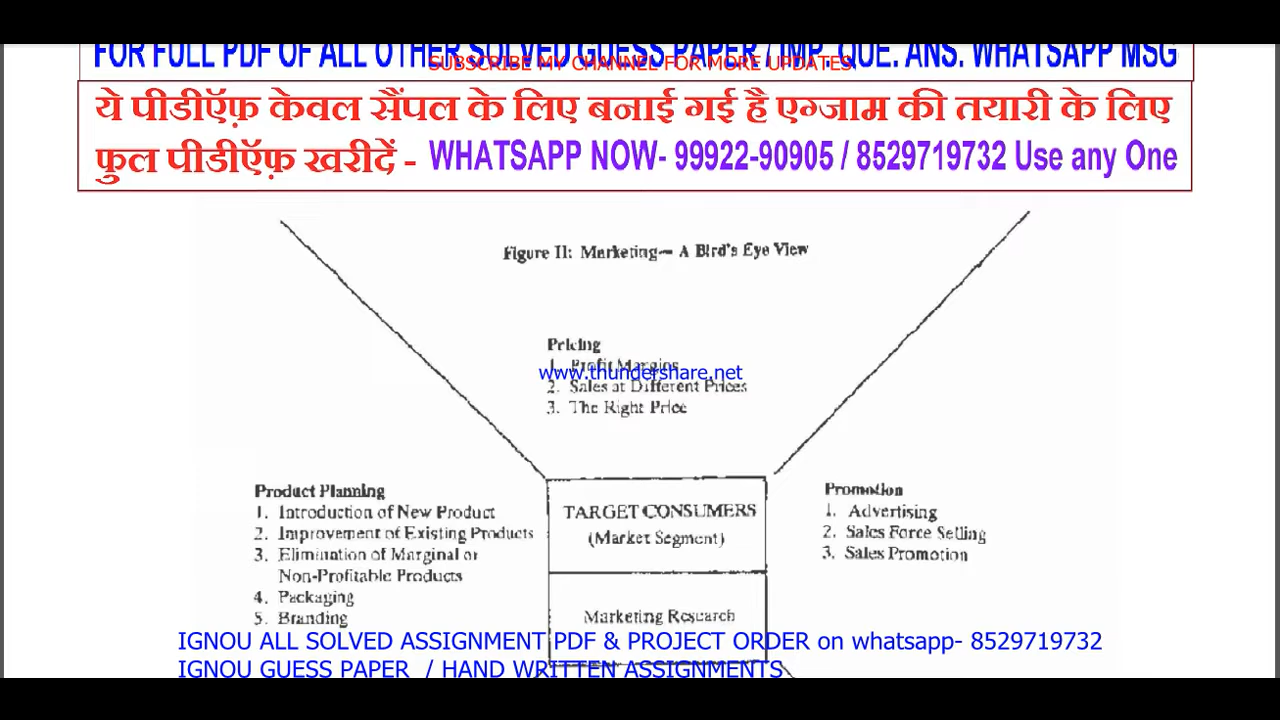 FOR FULL PDF OF ALL OTHER SOLVED GUESS PAPER / IMP. QUE. ANS. WHATSAPP MSG
SUBSCRIBE MY CHANNEL FOR MORE UPDATES
ये पीडीऍफ़ केवल सैंपल के लिए बनाई गई है एग्जाम की तयारी के लिए
फुल पीडीऍफ़ खरीदें - WHATSAPP NOW- 99922-90905 / 8529719732 Use any One
Figure II: Marketing— A Bird's Eye View
Pricing
1. Profit Margins
www.thundershare.net
2. Sales at Different Prices
3. The Right Price
Product Planning
1. Introduction of New Product
2. Improvement of Existing Products
3. Elimination of Marginal or
Non-Profitable Products
4. Packaging
5. Branding
TARGET CONSUMERS
(Market Segment)
Marketing Research
Promotion
1. Advertising
2. Sales Force Selling
3. Sales Promotion
IGNOU ALL SOLVED ASSIGNMENT PDF & PROJECT ORDER on whatsapp- 8529719732
IGNOU GUESS PAPER / HAND WRITTEN ASSIGNMENTS